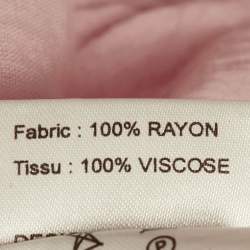 Fabric : 100% RAYON
Tissu : 100% VISCOSE